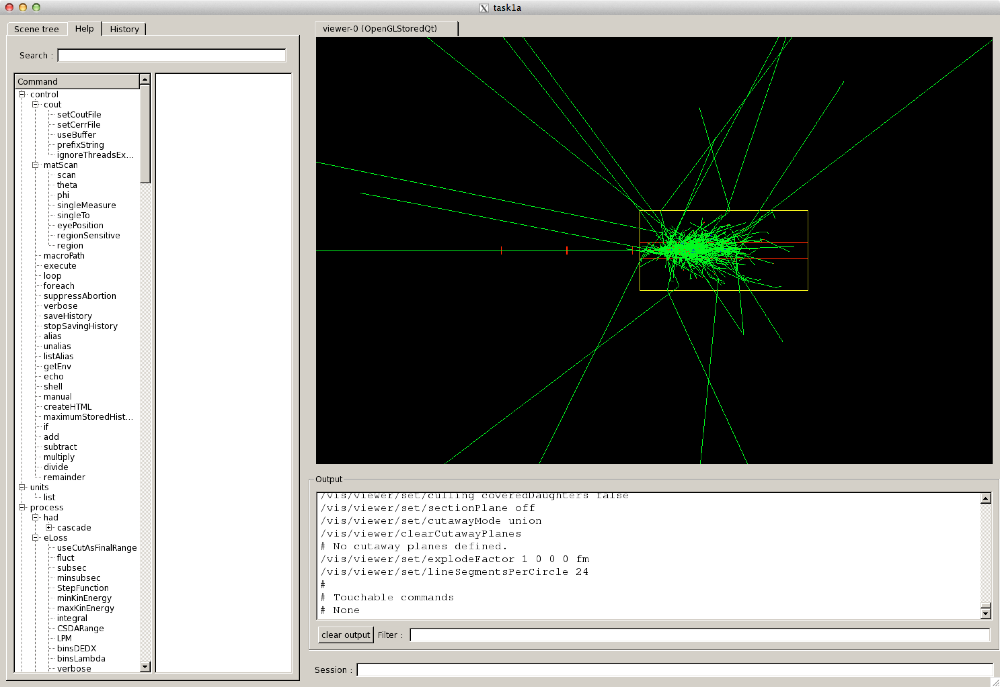 task1a
Scene tree
Help
History
Search :
Command
control
cout
setCoutFile
setCerrFile
useBuffer
prefixString
ignoreThreadsEx...
matScan
scan
theta
phi
singleMeasure
singleTo
eyePosition
regionSensitive
region
macroPath
execute
loop
foreach
suppressAbortion
verbose
saveHistory
stopSavingHistory
alias
unalias
listAlias
getEnv
echo
shell
manual
createHTML
maximumStoredHist...
if
add
subtract
multiply
divide
remainder
units
list
process
had
cascade
eLoss
useCutAsFinalRange
fluct
subsec
minsubsec
StepFunction
minKinEnergy
maxKinEnergy
integral
CSDARange
LPM
binsDEDX
binsLambda
verbose
viewer-0 (OpenGLStoredQt)
Output
/vis/viewer/set/culling coveredDaughters false
/vis/viewer/set/sectionPlane off
/vis/viewer/set/cutawayMode union
/vis/viewer/clearCutawayPlanes
# No cutaway planes defined.
/vis/viewer/set/explodeFactor 1 0 0 0 fm
/vis/viewer/set/lineSegmentsPerCircle 24
#
# Touchable commands
# None
clear output
Filter :
Session :